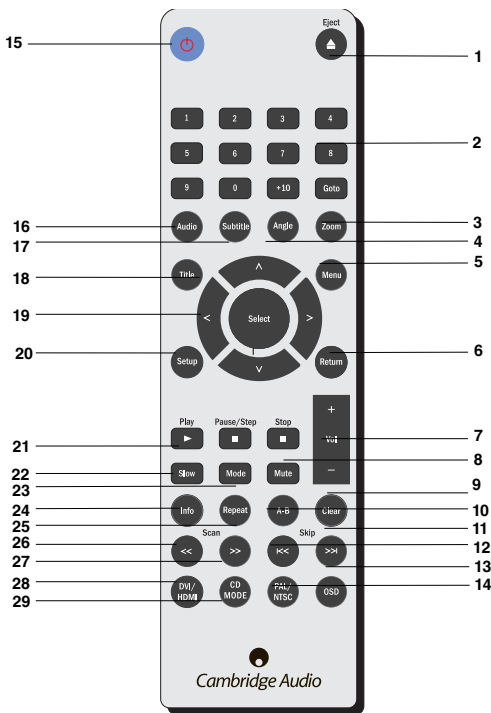 Eject
15
1
1 2 3 4
2
5 6 7 8
9 0 +10 Goto
3
16 Audio Subtitle Angle Zoom
4
17
5
18 Title Menu
19 < Select >
20
6
Setup Return
+
Play Pause/Step Stop
7
21 Vol
8
22 Slow Mode Mute −
23
9
24 Info Repeat A-B Clear 10
25 Scan Skip 11
26 12
<< >> |<< >>|
27
13
28 DVI/HDMI CD MODE PAL/NTSC OSD 14
29
Cambridge Audio